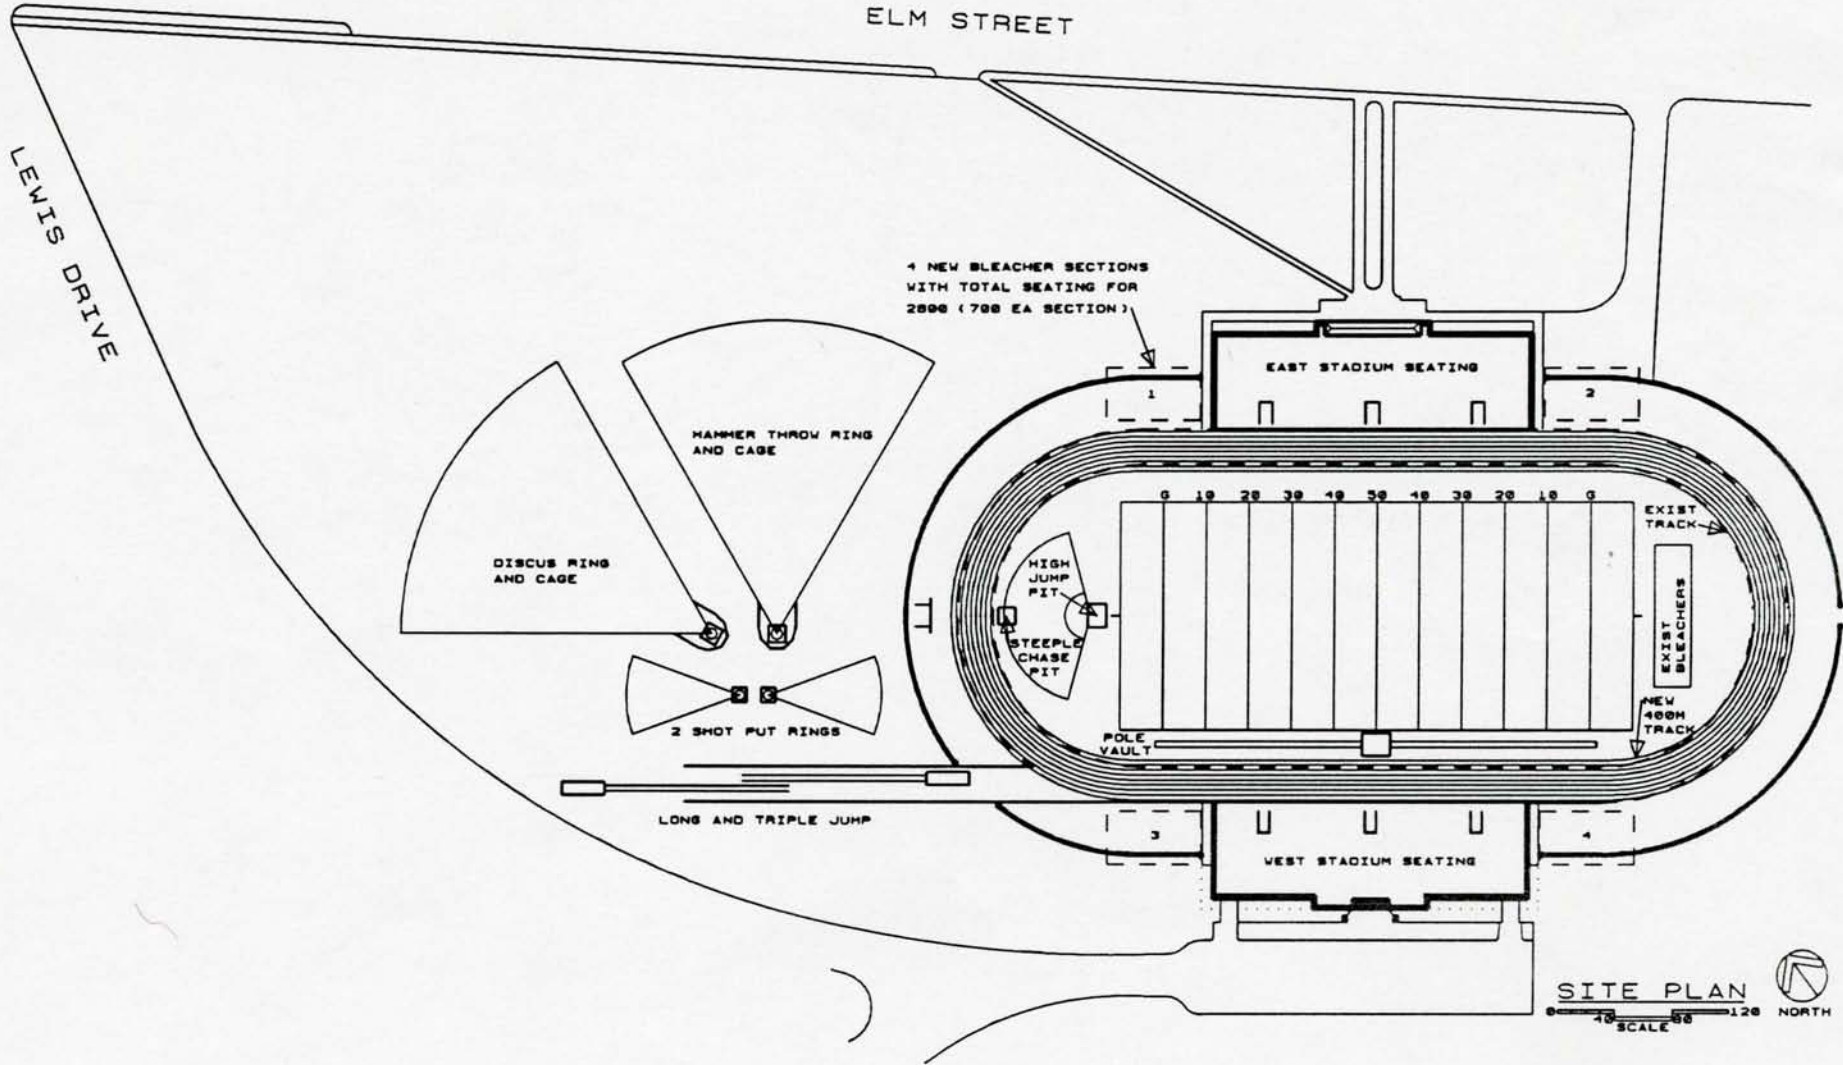 ELM STREET
LEWIS DRIVE
4 NEW BLEACHER SECTIONS
WITH TOTAL SEATING FOR
2800 (700 EA SECTION)
EAST STADIUM SEATING
1
2
HAMMER THROW RING
AND CAGE
DISCUS RING
AND CAGE
G 10 20 30 40 50 40 30 20 10 G
EXIST
TRACK
HIGH
JUMP
PIT
STEEPLE
CHASE
PIT
EXIST
BLEACHERS
2 SHOT PUT RINGS
POLE
VAULT
NEW
400M
TRACK
LONG AND TRIPLE JUMP
3
4
WEST STADIUM SEATING
SITE PLAN
0 40 80 120
SCALE
NORTH